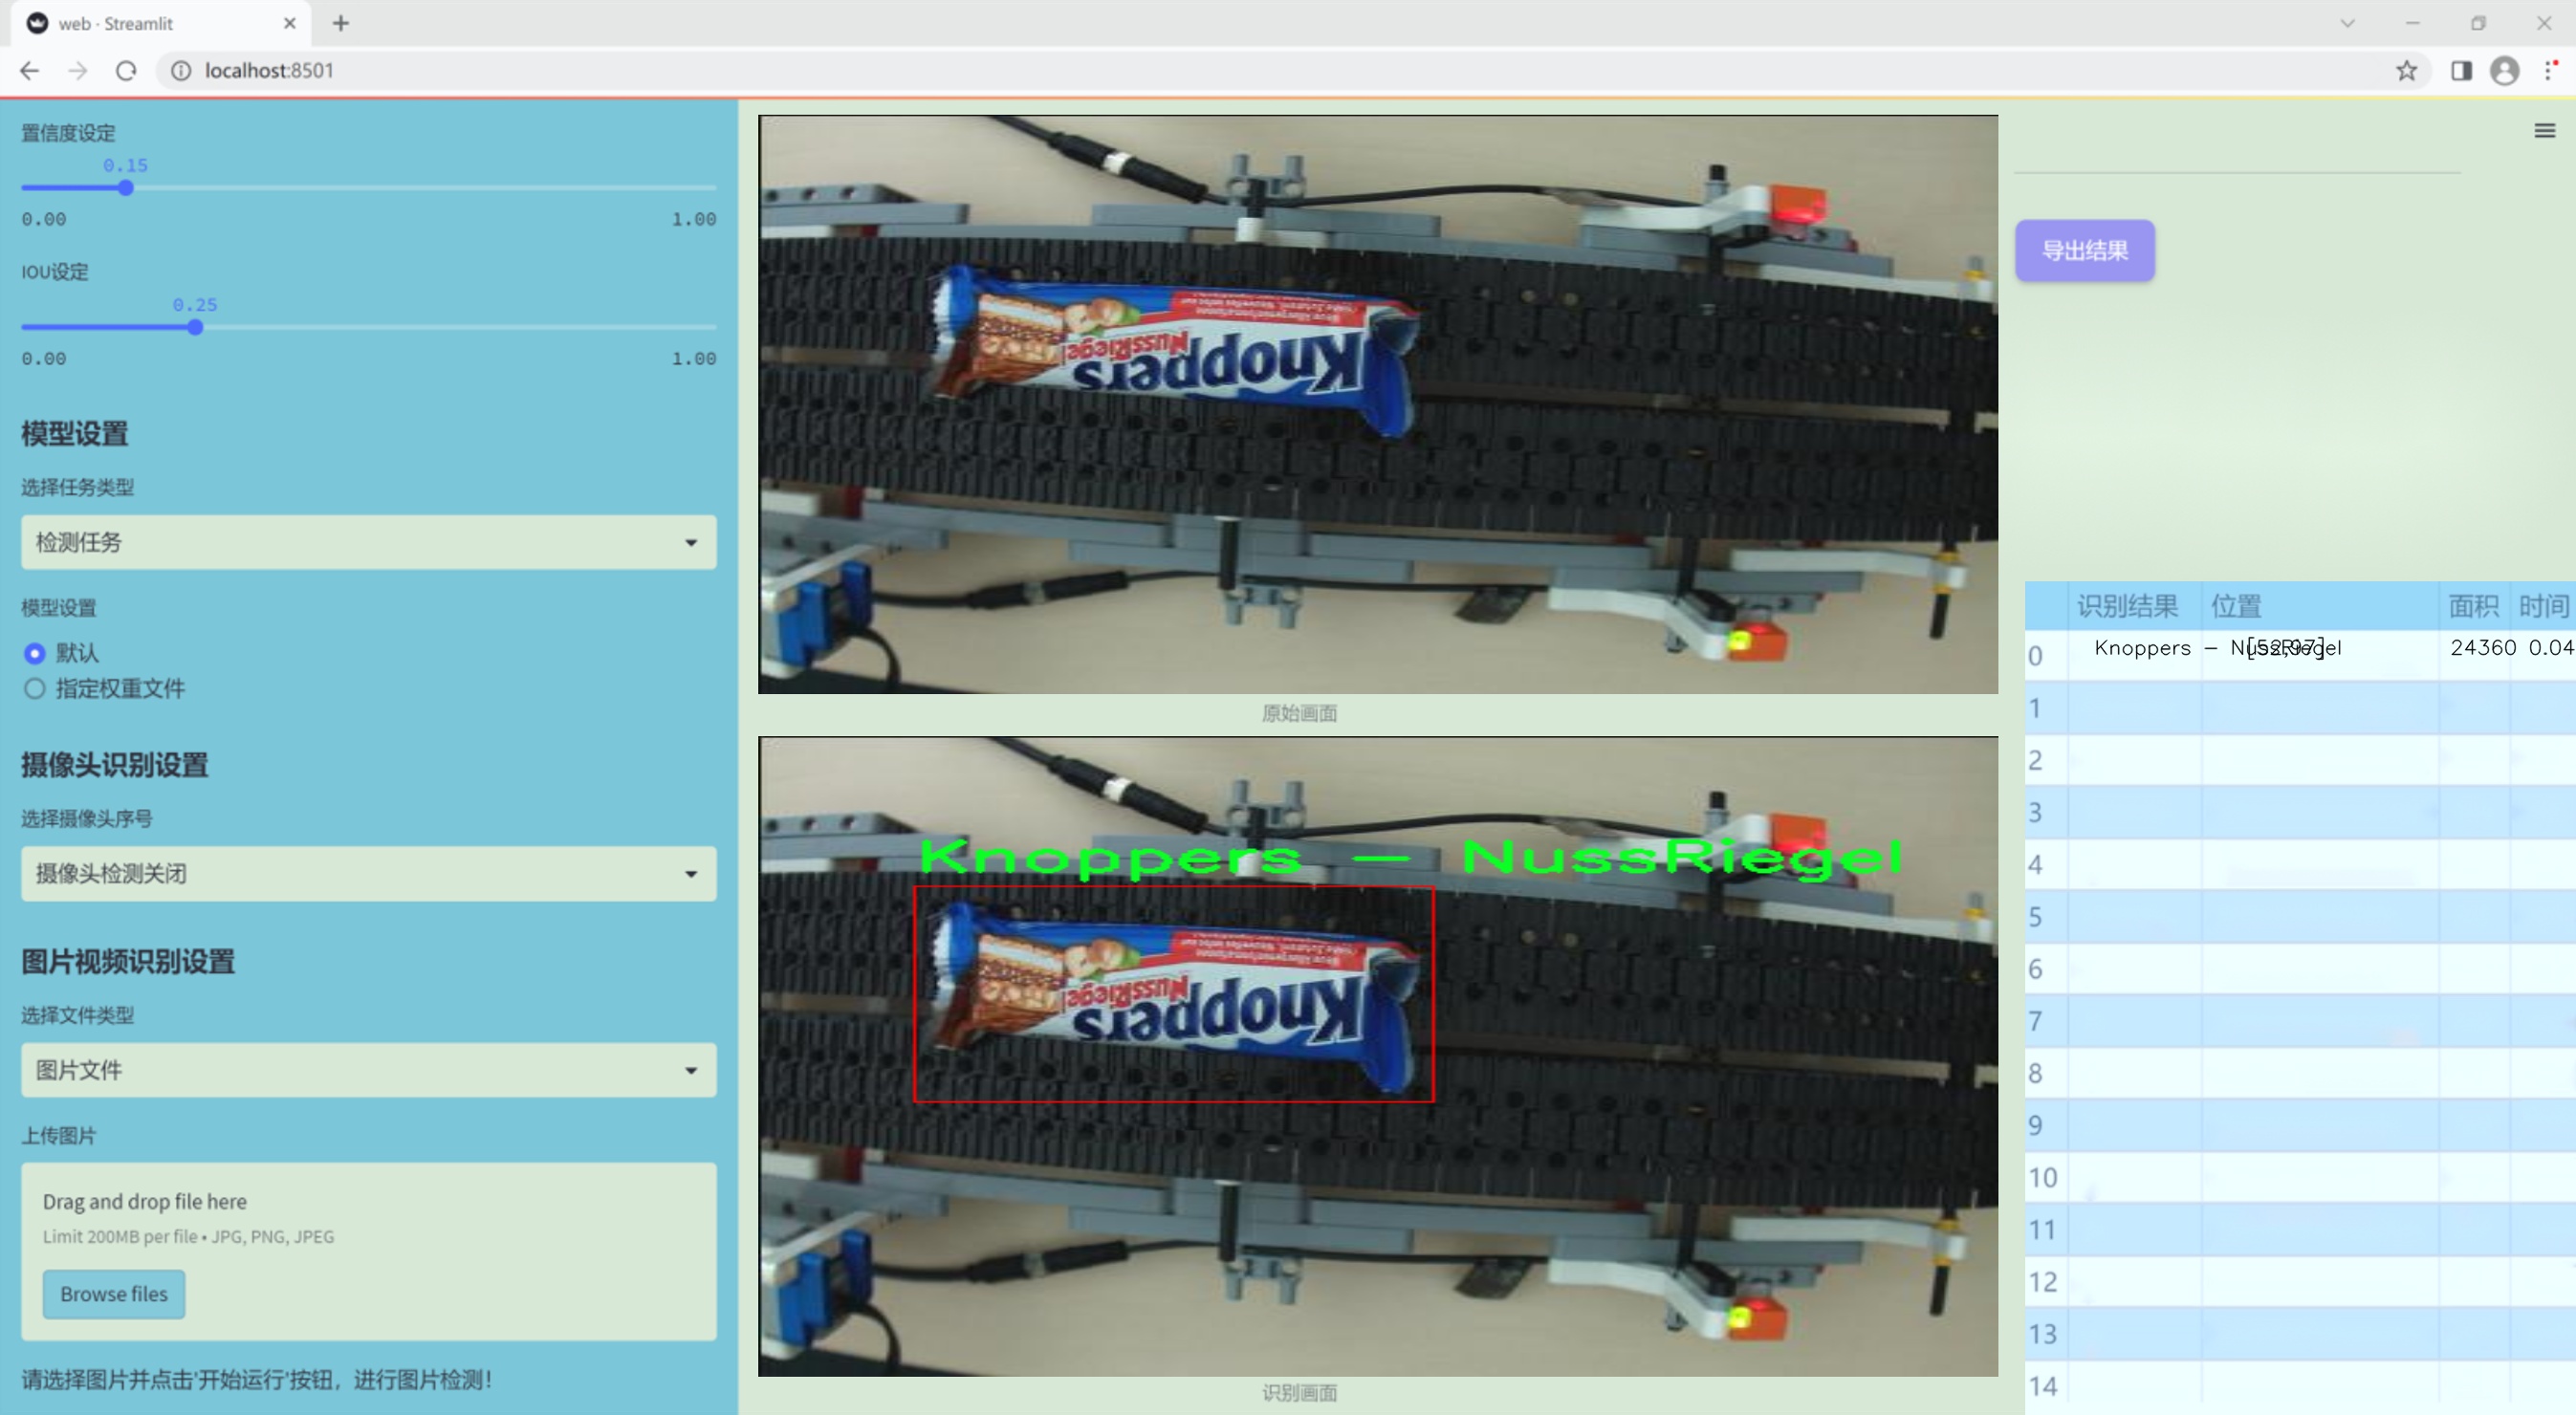 web · Streamlit
localhost:8501
置信度设定
0.15
0.00 1.00
IOU设定
0.25
0.00 1.00
模型设置
选择任务类型
检测任务
模型设置
默认
指定权重文件
摄像头识别设置
选择摄像头序号
摄像头检测关闭
图片视频识别设置
选择文件类型
图片文件
上传图片
Drag and drop file here
Limit 200MB per file • JPG, PNG, JPEG
Browse files
请选择图片并点击'开始运行'按钮，进行图片检测!
Knoppers
NussRiegel
原始画面
Knoppers - NussRiegel
Knoppers
NussRiegel
识别画面
导出结果
识别结果 位置 面积 时间
0 Knoppers - NussRiegel [52,97] 24360 0.04
1
2
3
4
5
6
7
8
9
10
11
12
13
14